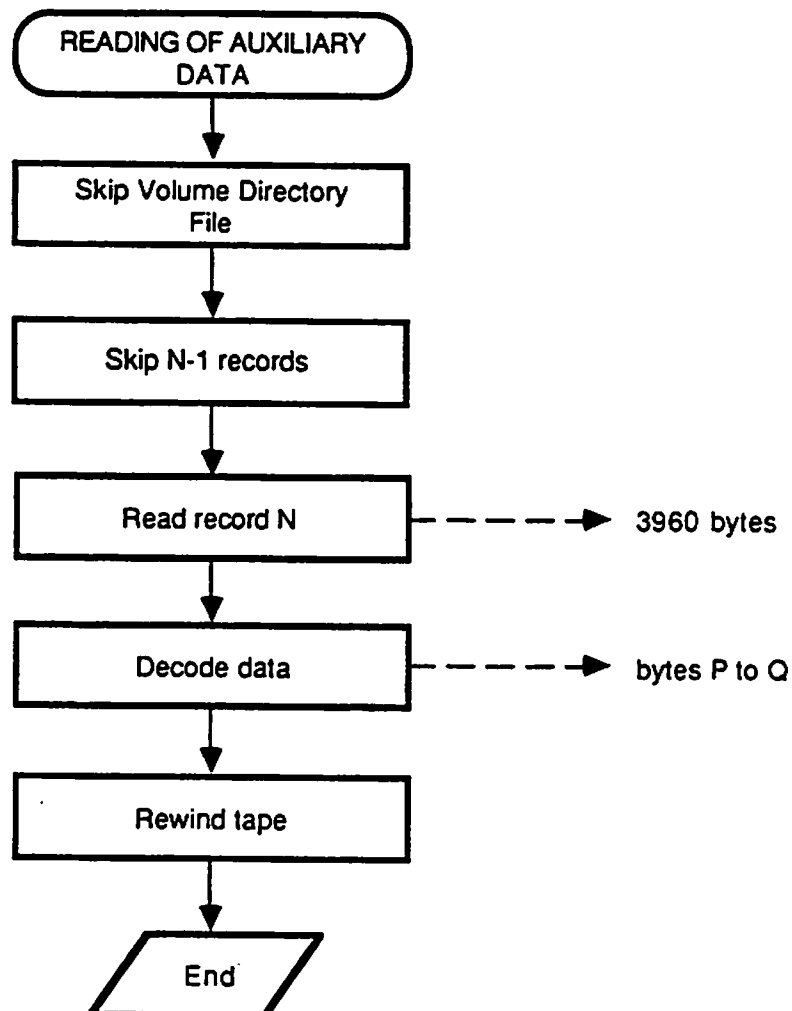 READING OF AUXILIARY
DATA
Skip Volume Directory
File
Skip N-1 records
Read record N
3960 bytes
Decode data
bytes P to Q
Rewind tape
End